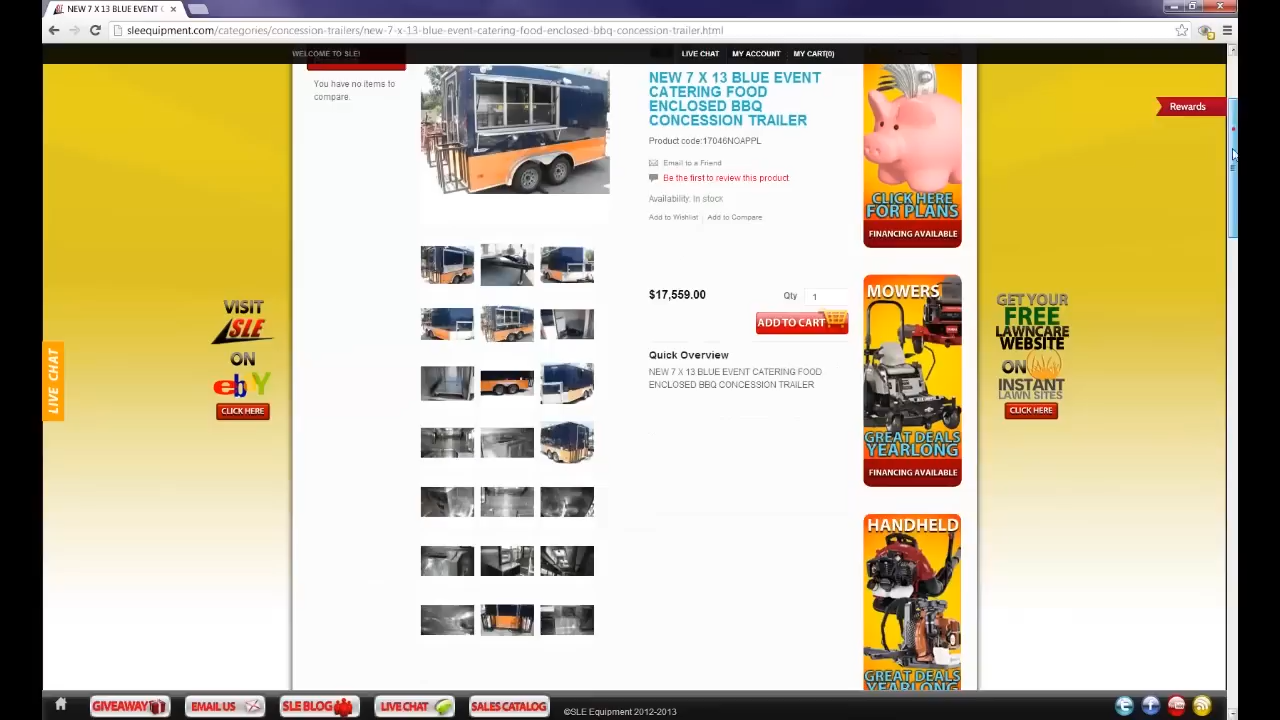 NEW 7 X 13 BLUE EVENT C
sleequipment.com/categories/concession-trailers/new-7-x-13-blue-event-catering-food-enclosed-bbq-concession-trailer.html
WELCOME TO SLE!
LIVE CHAT
MY ACCOUNT
MY CART(0)
You have no items to
compare.
NEW 7 X 13 BLUE EVENT
CATERING FOOD
ENCLOSED BBQ
CONCESSION TRAILER
Product code:17046NOAPPL
Email to a Friend
Be the first to review this product
Availability: In stock
Add to Wishlist | Add to Compare
$17,559.00
Qty 1
ADD TO CART
Quick Overview
NEW 7 X 13 BLUE EVENT CATERING FOOD
ENCLOSED BBQ CONCESSION TRAILER
CLICK HERE
FOR PLANS
FINANCING AVAILABLE
MOWERS
GREAT DEALS
YEARLONG
FINANCING AVAILABLE
HANDHELD
GREAT DEALS
YEARLONG
Rewards
VISIT
SLE
ON
ebY
CLICK HERE
LIVE CHAT
GET YOUR
FREE
LAWNCARE
WEBSITE
ON
INSTANT
LAWN SITES
CLICK HERE
GIVEAWAY
EMAIL US
SLE BLOG
LIVE CHAT
SALES CATALOG
©SLE Equipment 2012-2013